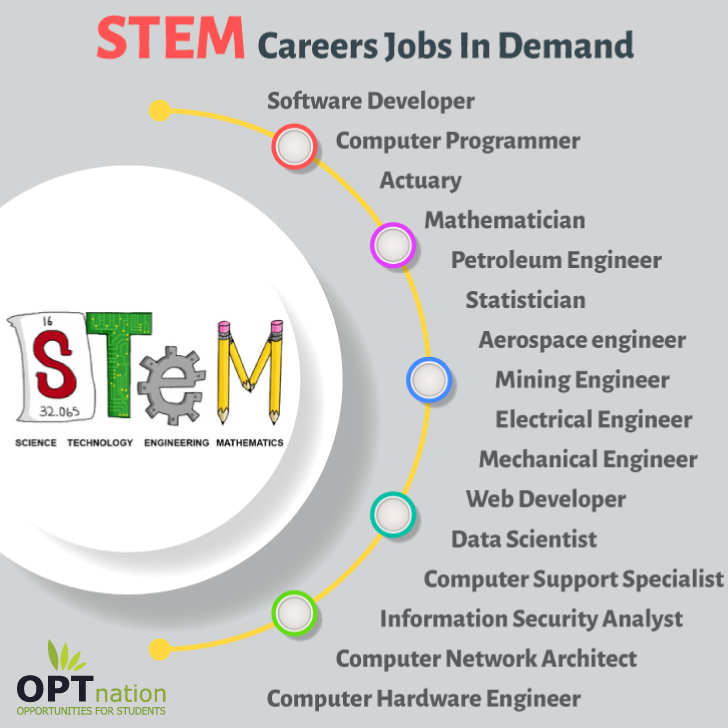 STEM Careers Jobs In Demand
Software Developer
Computer Programmer
Actuary
Mathematician
Petroleum Engineer
Statistician
Aerospace engineer
Mining Engineer
Electrical Engineer
Mechanical Engineer
Web Developer
Data Scientist
Computer Support Specialist
Information Security Analyst
Computer Network Architect
Computer Hardware Engineer
16
STeM
32.065
SCIENCE TECHNOLOGY ENGINEERING MATHEMATICS
OPTnation
OPPORTUNITIES FOR STUDENTS